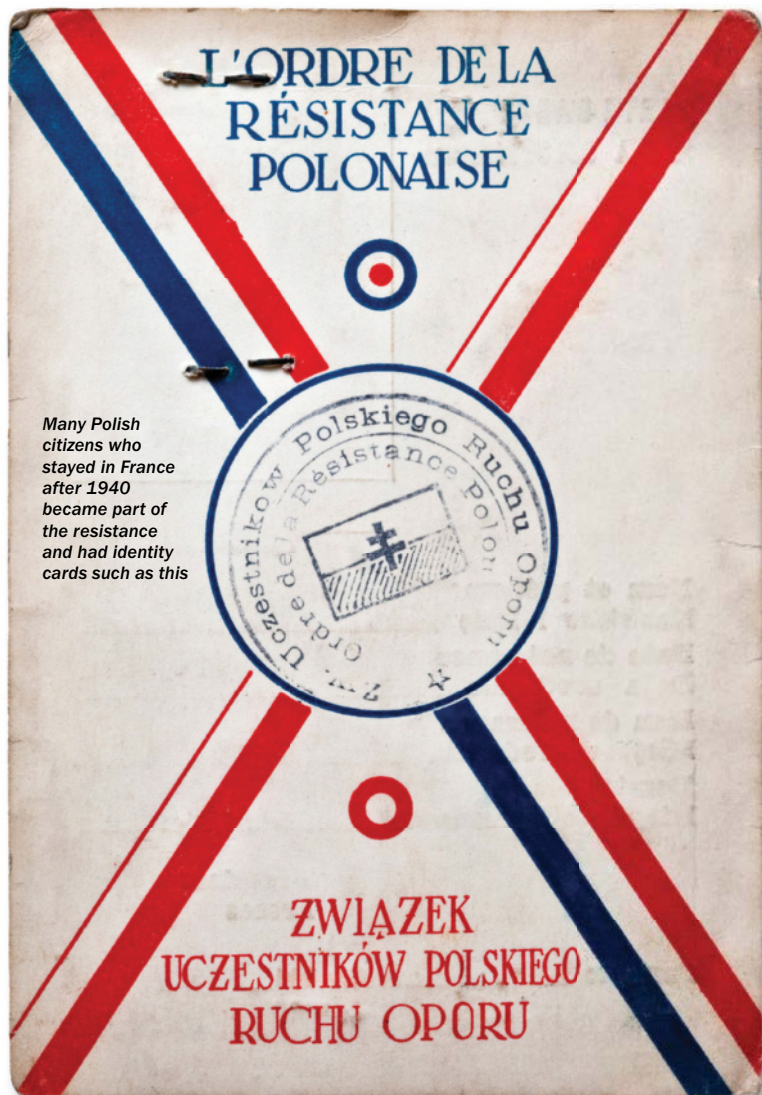 L'ORDRE DE LA
RÉSISTANCE
POLONAISE
Many Polish
citizens who
stayed in France
after 1940
became part of
the resistance
and had identity
cards such as this
Zw. Uczestnikow Polskiego Ruchu Oporu
Ordre de la Résistance Polon
ZWIĄZEK
UCZESTNIKÓW POLSKIEGO
RUCHU OPORU